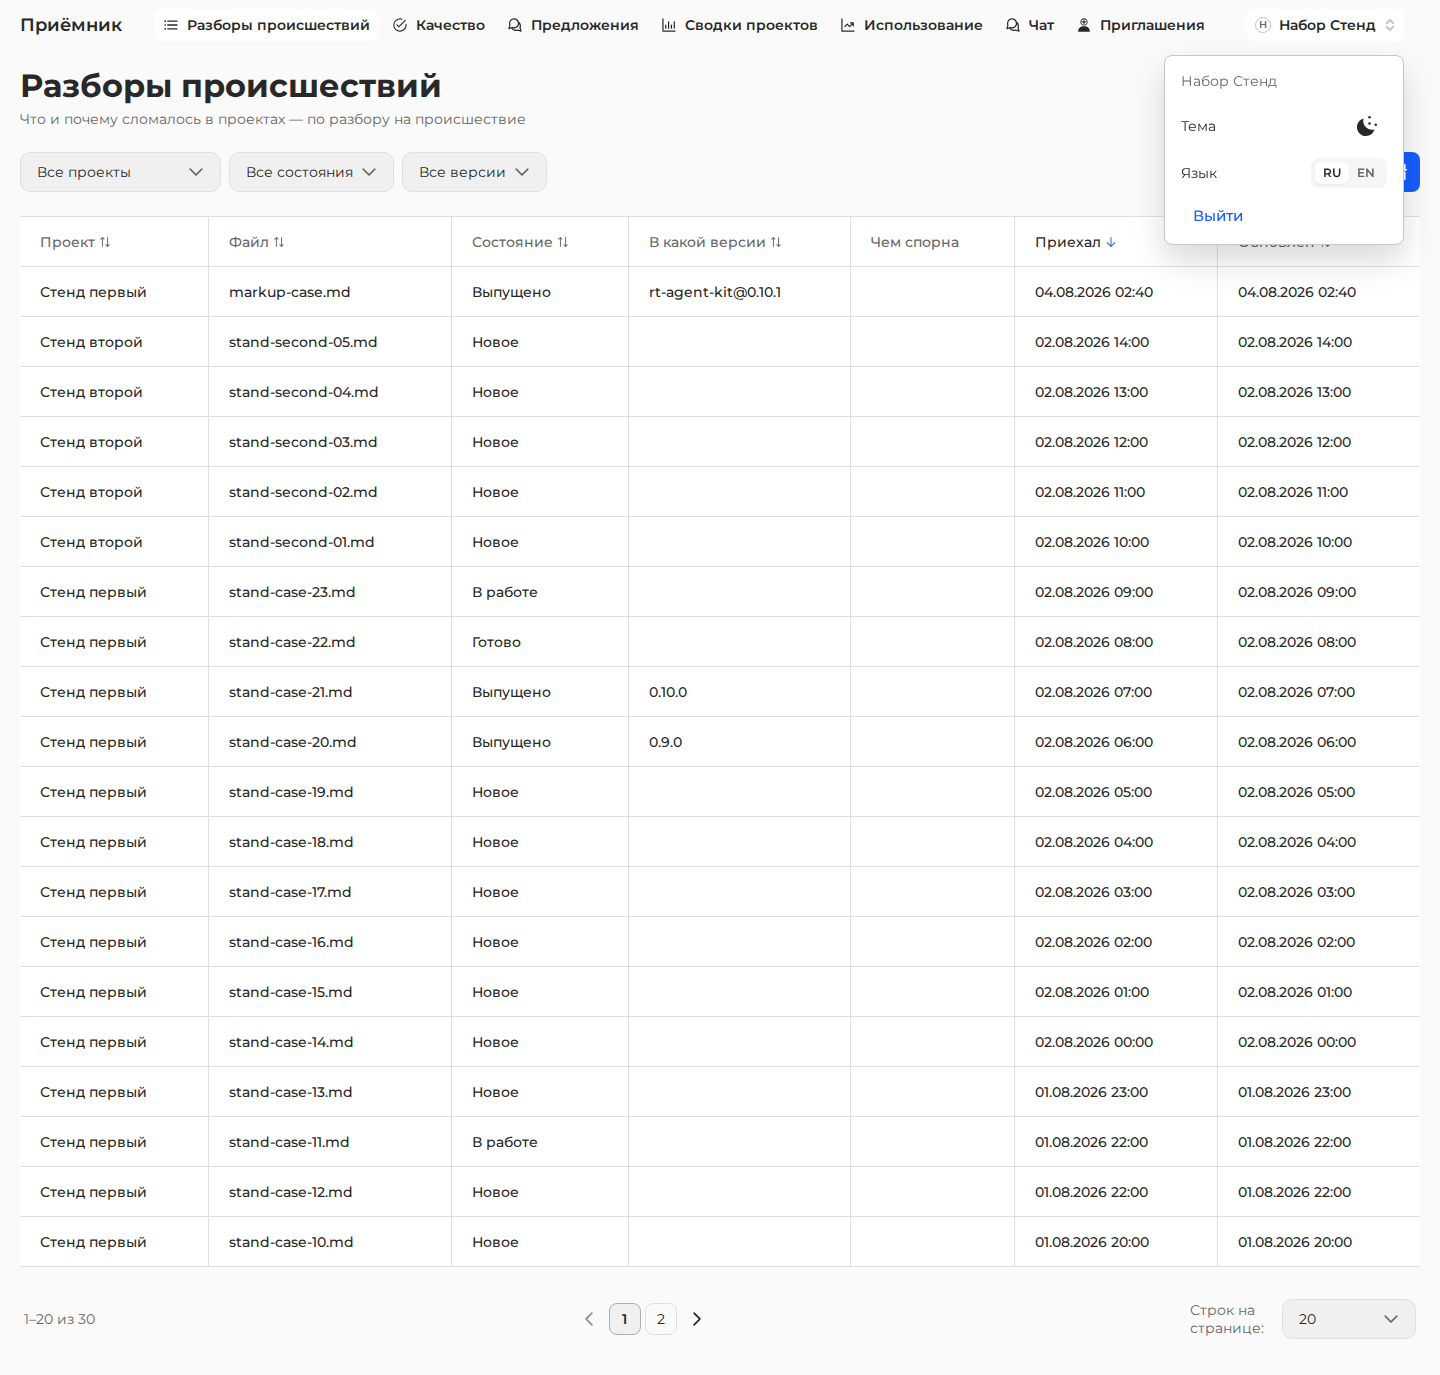 Приёмник Разборы происшествий Качество Предложения Сводки проектов Использование Чат Приглашения Н Набор Стенд
Разборы происшествий
Что и почему сломалось в проектах — по разбору на происшествие
Набор Стенд
Тема
Язык RU EN
Выйти
Все проекты Все состояния Все версии
Проект Файл Состояние В какой версии Чем спорна Приехал
Стенд первый markup-case.md Выпущено rt-agent-kit@0.10.1 04.08.2026 02:40 04.08.2026 02:40
Стенд второй stand-second-05.md Новое 02.08.2026 14:00 02.08.2026 14:00
Стенд второй stand-second-04.md Новое 02.08.2026 13:00 02.08.2026 13:00
Стенд второй stand-second-03.md Новое 02.08.2026 12:00 02.08.2026 12:00
Стенд второй stand-second-02.md Новое 02.08.2026 11:00 02.08.2026 11:00
Стенд второй stand-second-01.md Новое 02.08.2026 10:00 02.08.2026 10:00
Стенд первый stand-case-23.md В работе 02.08.2026 09:00 02.08.2026 09:00
Стенд первый stand-case-22.md Готово 02.08.2026 08:00 02.08.2026 08:00
Стенд первый stand-case-21.md Выпущено 0.10.0 02.08.2026 07:00 02.08.2026 07:00
Стенд первый stand-case-20.md Выпущено 0.9.0 02.08.2026 06:00 02.08.2026 06:00
Стенд первый stand-case-19.md Новое 02.08.2026 05:00 02.08.2026 05:00
Стенд первый stand-case-18.md Новое 02.08.2026 04:00 02.08.2026 04:00
Стенд первый stand-case-17.md Новое 02.08.2026 03:00 02.08.2026 03:00
Стенд первый stand-case-16.md Новое 02.08.2026 02:00 02.08.2026 02:00
Стенд первый stand-case-15.md Новое 02.08.2026 01:00 02.08.2026 01:00
Стенд первый stand-case-14.md Новое 02.08.2026 00:00 02.08.2026 00:00
Стенд первый stand-case-13.md Новое 01.08.2026 23:00 01.08.2026 23:00
Стенд первый stand-case-11.md В работе 01.08.2026 22:00 01.08.2026 22:00
Стенд первый stand-case-12.md Новое 01.08.2026 22:00 01.08.2026 22:00
Стенд первый stand-case-10.md Новое 01.08.2026 20:00 01.08.2026 20:00
1–20 из 30 1 2 Строк на
странице: 20